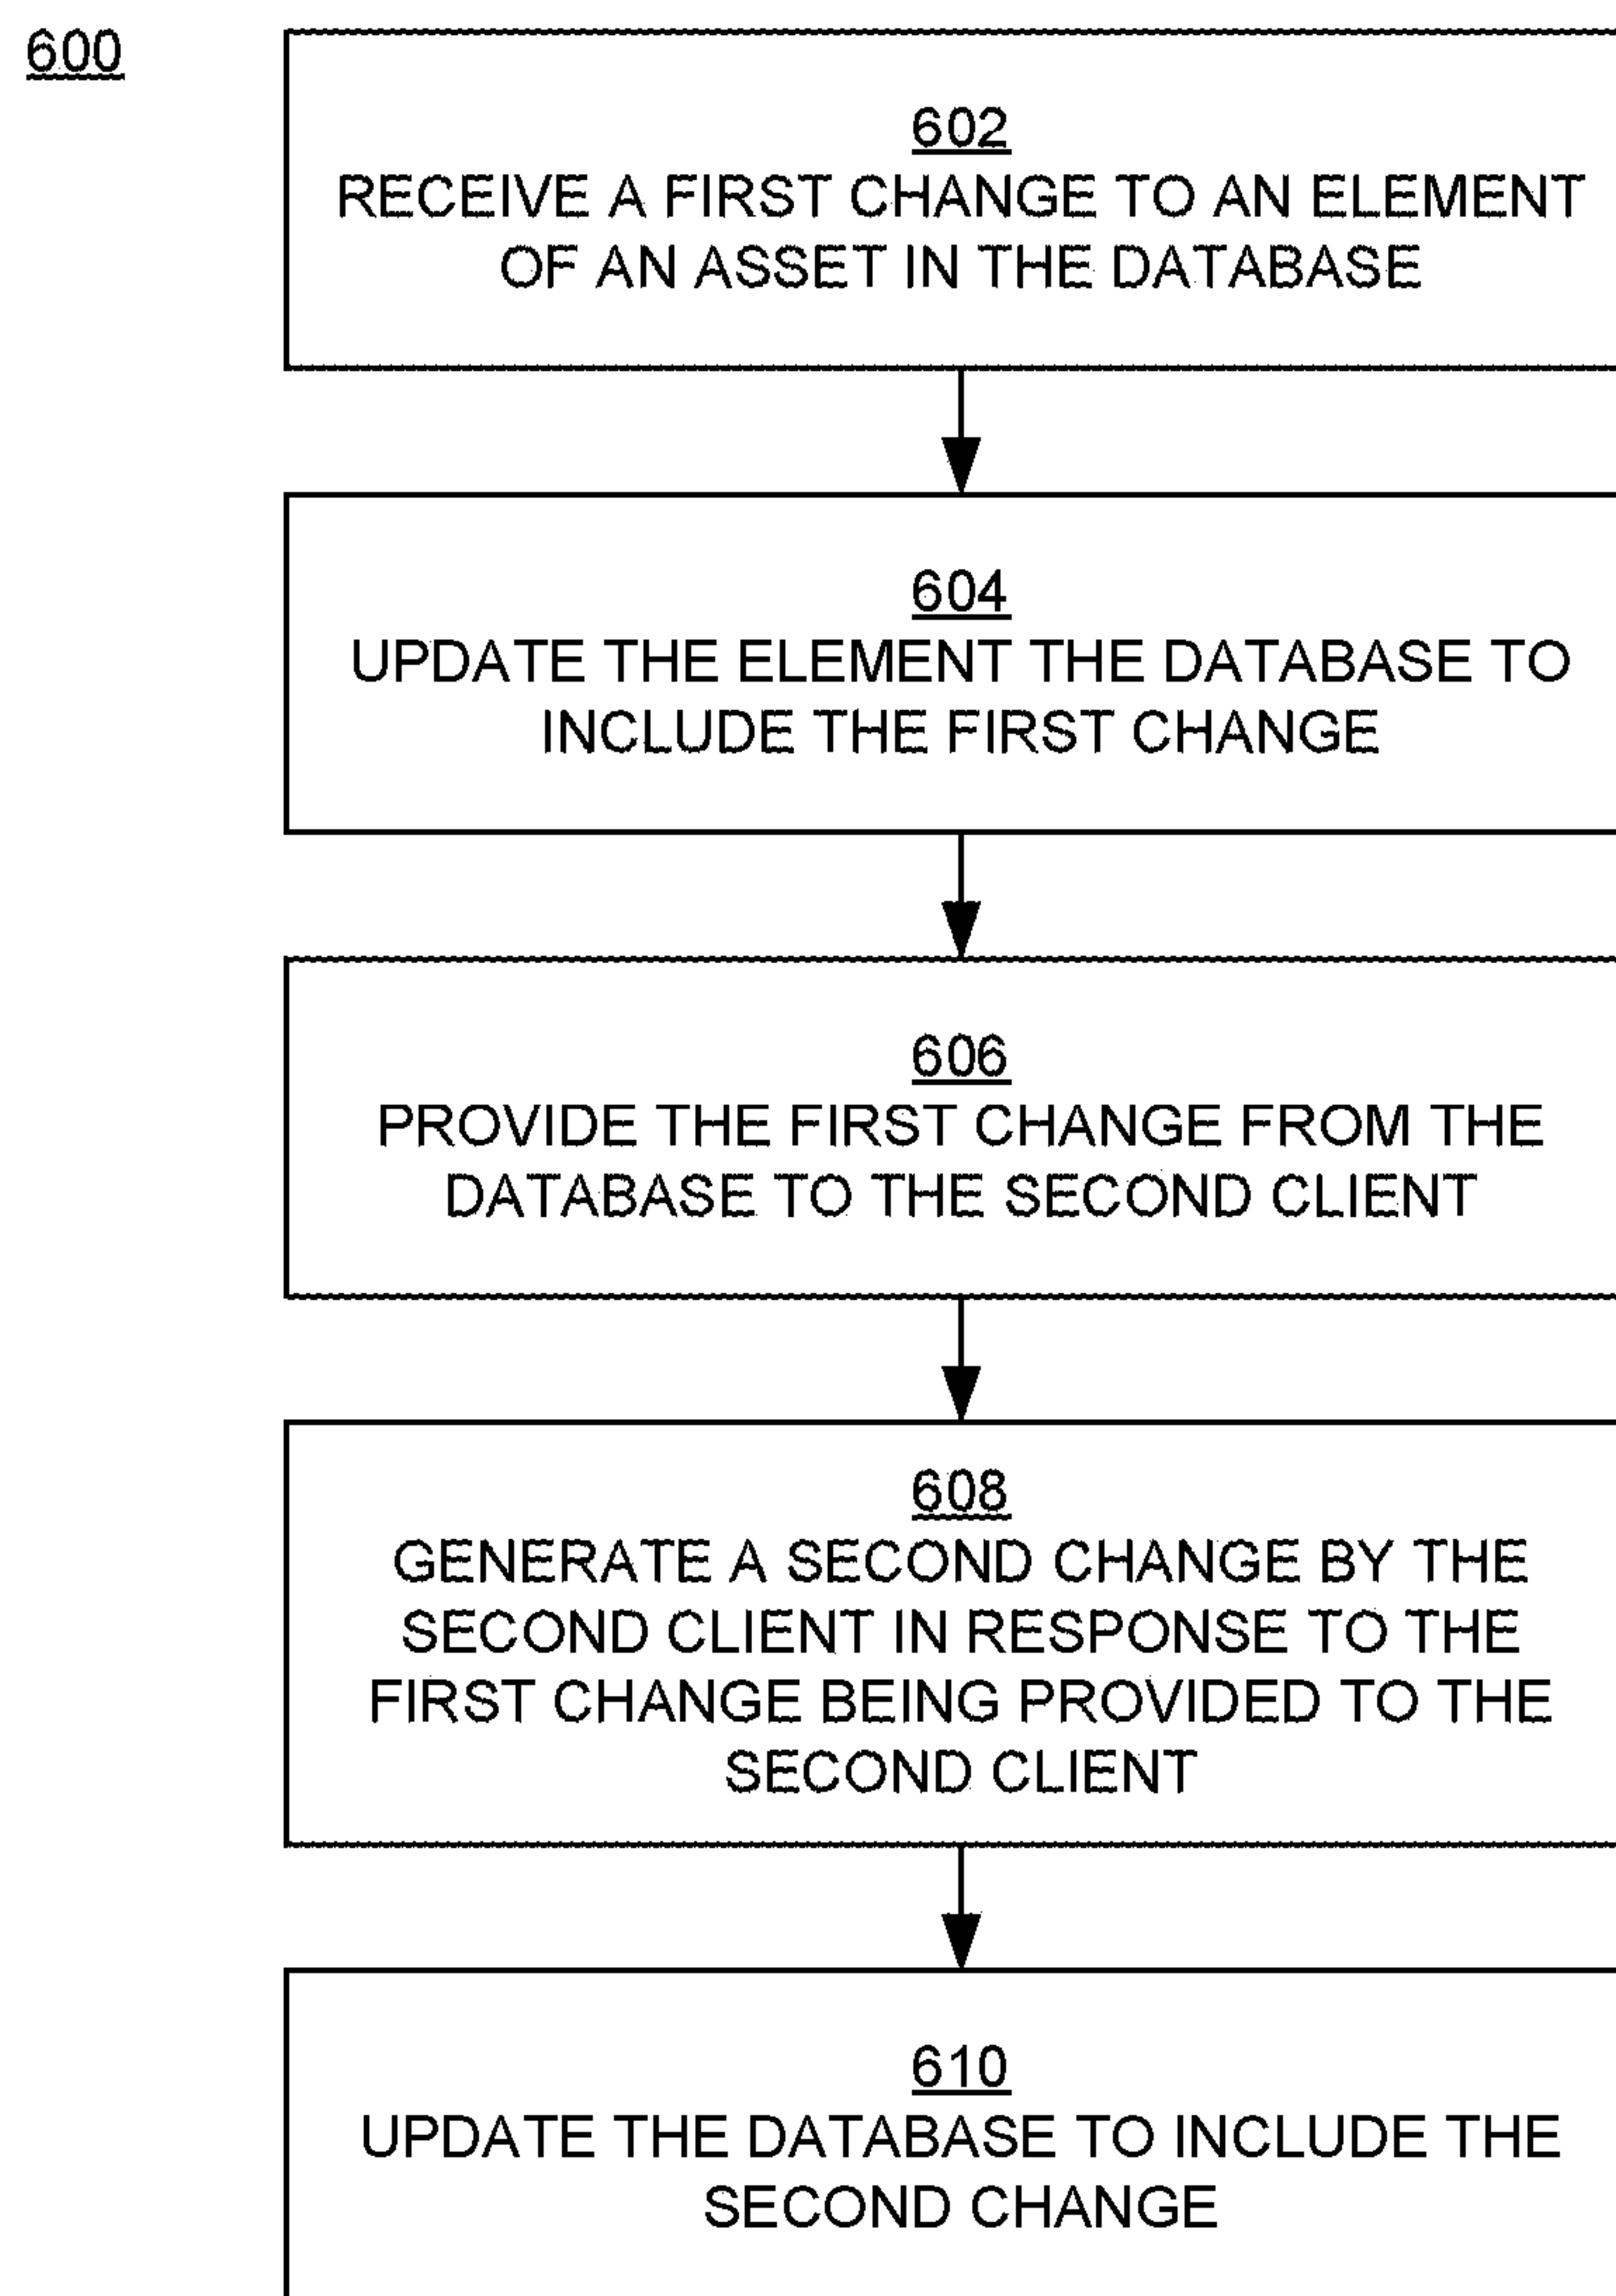 600
602
RECEIVE A FIRST CHANGE TO AN ELEMENT
OF AN ASSET IN THE DATABASE
604
UPDATE THE ELEMENT THE DATABASE TO
INCLUDE THE FIRST CHANGE
606
PROVIDE THE FIRST CHANGE FROM THE
DATABASE TO THE SECOND CLIENT
608
GENERATE A SECOND CHANGE BY THE
SECOND CLIENT IN RESPONSE TO THE
FIRST CHANGE BEING PROVIDED TO THE
SECOND CLIENT
610
UPDATE THE DATABASE TO INCLUDE THE
SECOND CHANGE